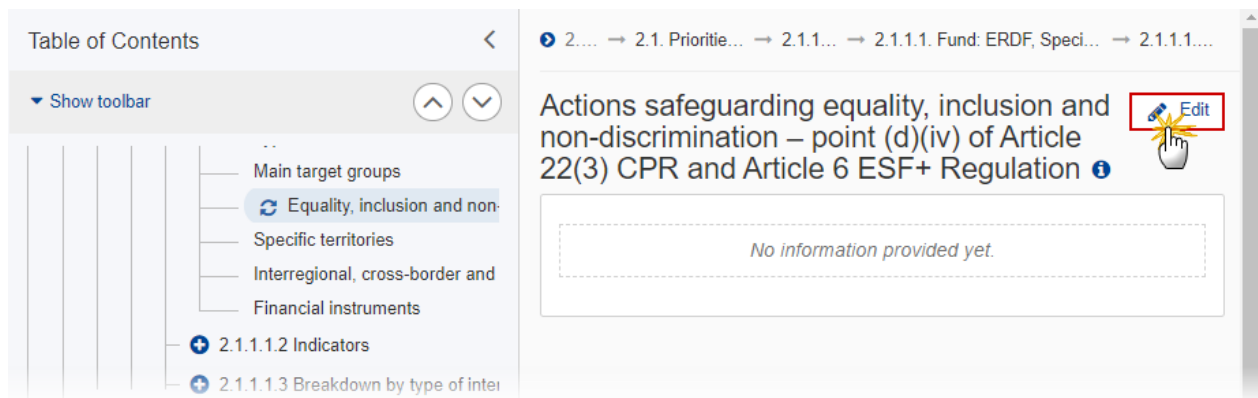 Table of Contents
2.... → 2.1. Prioritie... → 2.1.1... → 2.1.1.1. Fund: ERDF, Speci... → 2.1.1.1....
Show toolbar
Actions safeguarding equality, inclusion and
non-discrimination – point (d)(iv) of Article
22(3) CPR and Article 6 ESF+ Regulation
Edit
Main target groups
Equality, inclusion and non-
Specific territories
Interregional, cross-border and
Financial instruments
2.1.1.1.2 Indicators
2.1.1.1.3 Breakdown by type of inter
No information provided yet.